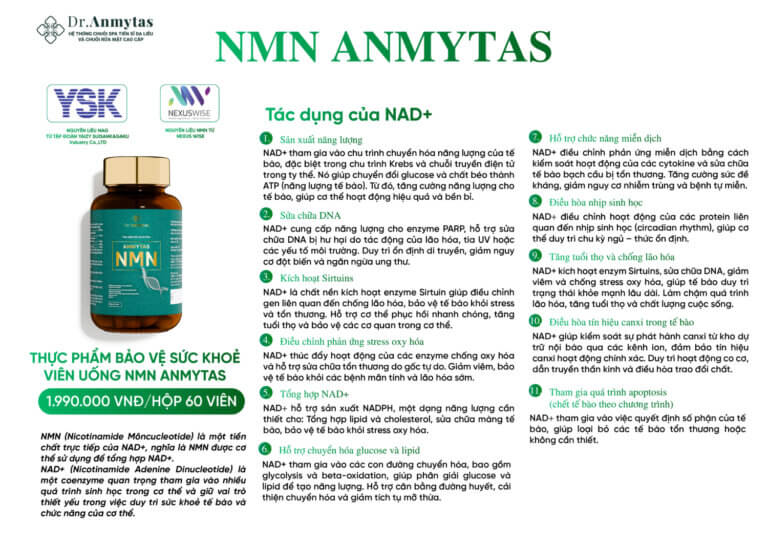 Dr.Anmytas
HỆ THỐNG CHUỖI SPA TIẾN SĨ DA LIỄU
VÀ CHUỖI RỬA MẶT CAO CẤP
NMN ANMYTAS
YSK
NGUYÊN LIỆU NAG
TỪ TẬP ĐOÀN YAIZY SUISANKAGAKU
Industry Co.,LTD
NEXUSWISE
NGUYÊN LIỆU NMN TỪ
NEXUS WISE
ANMYTAS
NMN
THỰC PHẨM BẢO VỆ SỨC KHOẺ
VIÊN UỐNG NMN ANMYTAS
1.990.000 VNĐ/HỘP 60 VIÊN
NMN (Nicotinamide Môncucleotide) là một tiền
chất trực tiếp của NAD+, nghĩa là NMN được cơ
thể sử dụng để tổng hợp NAD+.
NAD+ (Nicotinamide Adenine Dinucleotide) là
một coenzyme quan trọng tham gia vào nhiều
quá trình sinh học trong cơ thể và giữ vai trò
thiết yếu trong việc duy trì sức khoẻ tế bào và
chức năng của cơ thể.
Tác dụng của NAD+
1. Sản xuất năng lượng
NAD+ tham gia vào chu trình chuyển hóa năng lượng của tế
bào, đặc biệt trong chu trình Krebs và chuỗi truyền điện tử
trong ty thể. Nó giúp chuyển đổi glucose và chất béo thành
ATP (năng lượng tế bào). Từ đó, tăng cường năng lượng cho
tế bào, giúp cơ thể hoạt động hiệu quả và bền bỉ.
2. Sửa chữa DNA
NAD+ cung cấp năng lượng cho enzyme PARP, hỗ trợ sửa
chữa DNA bị hư hại do tác động của lão hóa, tia UV hoặc
các yếu tố môi trường. Duy trì ổn định di truyền, giảm nguy
cơ đột biến và ngăn ngừa ung thư.
3. Kích hoạt Sirtuins
NAD+ là chất nền kích hoạt enzyme Sirtuin giúp điều chỉnh
gen liên quan đến chống lão hóa, bảo vệ tế bào khỏi stress
và tổn thương. Hỗ trợ cơ thể phục hồi nhanh chóng, tăng
tuổi thọ và bảo vệ các cơ quan trong cơ thể.
4. Điều chỉnh phản ứng stress oxy hóa
NAD+ thúc đẩy hoạt động của các enzyme chống oxy hóa
và hỗ trợ sửa chữa tổn thương do gốc tự do. Giảm viêm, bảo
vệ tế bào khỏi các bệnh mãn tính và lão hóa sớm.
5. Tổng hợp NAD+
NAD+ hỗ trợ sản xuất NADPH, một dạng năng lượng cần
thiết cho: Tổng hợp lipid và cholesterol, sửa chữa màng tế
bào, bảo vệ tế bào khỏi stress oxy hóa.
6. Hỗ trợ chuyển hóa glucose và lipid
NAD+ tham gia vào các con đường chuyển hóa, bao gồm
glycolysis và beta-oxidation, giúp phân giải glucose và
lipid để tạo năng lượng. Hỗ trợ cân bằng đường huyết, cải
thiện chuyển hóa và giảm tích tụ mỡ thừa.
7. Hỗ trợ chức năng miễn dịch
NAD+ điều chỉnh phản ứng miễn dịch bằng cách
kiểm soát hoạt động của các cytokine và sửa chữa
tế bào bạch cầu bị tổn thương. Tăng cường sức đề
kháng, giảm nguy cơ nhiễm trùng và bệnh tự miễn.
8. Điều hòa nhịp sinh học
NAD+ điều chỉnh hoạt động của các protein liên
quan đến nhịp sinh học (circadian rhythm), giúp cơ
thể duy trì chu kỳ ngủ – thức ổn định.
9. Tăng tuổi thọ và chống lão hóa
NAD+ kích hoạt enzym Sirtuins, sửa chữa DNA, giảm
viêm và chống stress oxy hóa, giúp tế bào duy trì
trạng thái khỏe mạnh lâu dài. Làm chậm quá trình
lão hóa, tăng tuổi thọ và chất lượng cuộc sống.
10. Điều hòa tín hiệu canxi trong tế bào
NAD+ giúp kiểm soát sự phát hành canxi từ kho dự
trữ nội bào qua các kênh ion, đảm bảo tín hiệu
canxi hoạt động chính xác. Duy trì hoạt động co cơ,
dẫn truyền thần kinh và điều hòa trao đổi chất.
11. Tham gia quá trình apoptosis
(chết tế bào theo chương trình)
NAD+ tham gia vào việc quyết định số phận của tế
bào, giúp loại bỏ các tế bào tổn thương hoặc
không cần thiết.